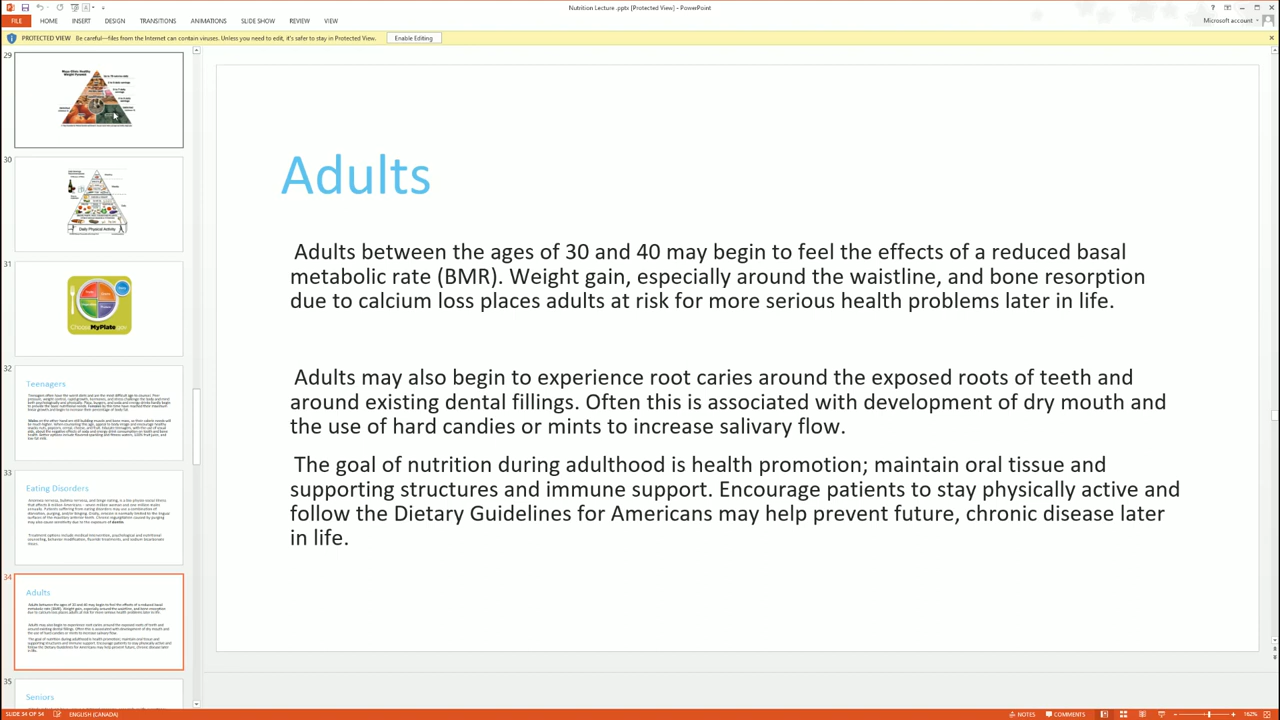 Nutrition Lecture .pptx [Protected View] - PowerPoint
FILE HOME INSERT DESIGN TRANSITIONS ANIMATIONS SLIDE SHOW REVIEW VIEW
Microsoft account
PROTECTED VIEW Be careful—files from the Internet can contain viruses. Unless you need to edit, it's safer to stay in Protected View. Enable Editing
29
30
Daily Physical Activity
31
ChooseMyPlate.gov
32
Teenagers
33
Eating Disorders
34
Adults
35
Seniors
Adults
Adults between the ages of 30 and 40 may begin to feel the effects of a reduced basal
metabolic rate (BMR). Weight gain, especially around the waistline, and bone resorption
due to calcium loss places adults at risk for more serious health problems later in life.
Adults may also begin to experience root caries around the exposed roots of teeth and
around existing dental fillings. Often this is associated with developments of dry mouth and
the use of hard candies or mints to increase salivary flow.
The goal of nutrition during adulthood is health promotion; maintain oral tissue and
supporting structures and immune support. Encourage patients to stay physically active and
follow the Dietary Guidelines for Americans may help prevent future, chronic disease later
in life.
SLIDE 34 OF 54 ENGLISH (CANADA) NOTES COMMENTS 162%